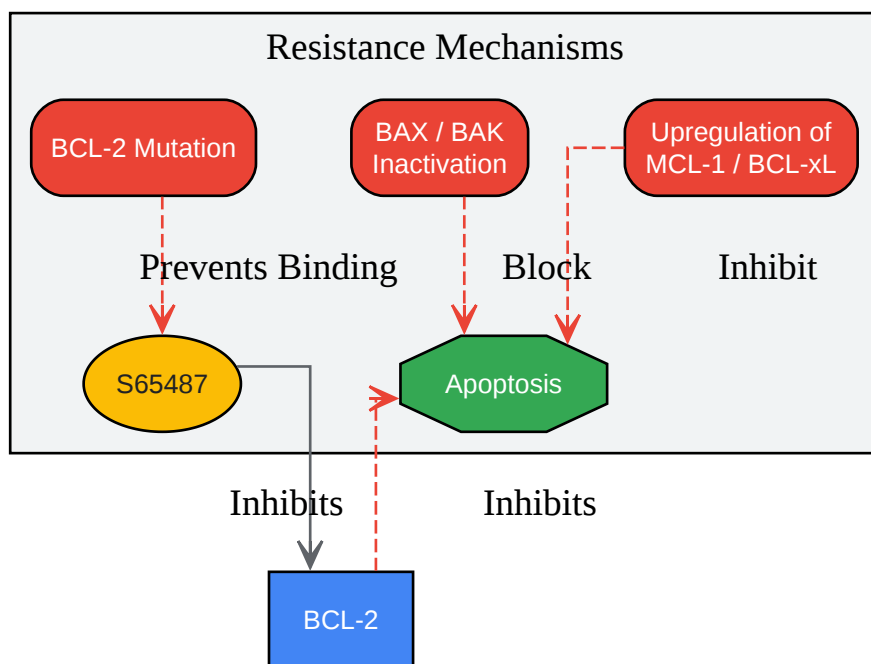 Resistance Mechanisms
BCL-2 Mutation
BAX / BAK
Inactivation
Upregulation of
MCL-1 / BCL-xL
Prevents Binding
Block
Inhibit
S65487
Apoptosis
Inhibits
Inhibits
BCL-2